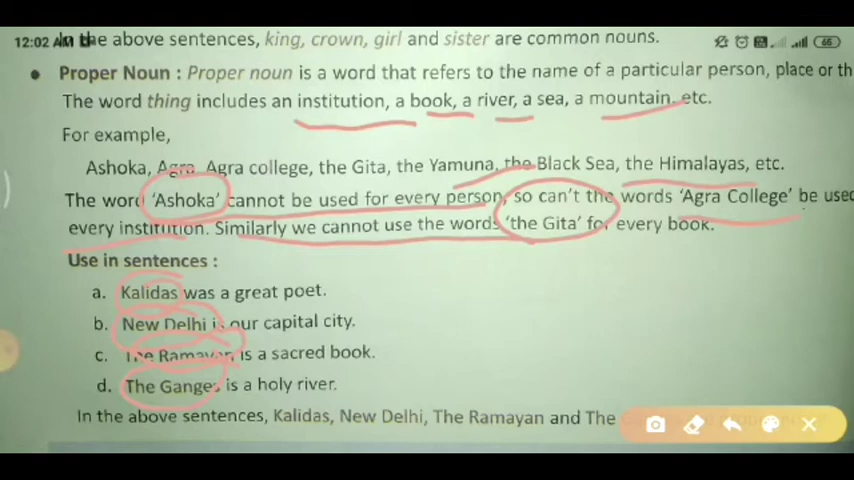 12:02 AM
In the above sentences, king, crown, girl and sister are common nouns.
66
• Proper Noun : Proper noun is a word that refers to the name of a particular person, place or th
The word thing includes an institution, a book, a river, a sea, a mountain, etc.
For example,
Ashoka, Agra, Agra college, the Gita, the Yamuna, the Black Sea, the Himalayas, etc.
The word 'Ashoka' cannot be used for every person, so can't the words 'Agra College' be used
every institution. Similarly we cannot use the words 'the Gita' for every book.
Use in sentences :
a. Kalidas was a great poet.
b. New Delhi is our capital city.
c. The Ramayan is a sacred book.
d. The Ganges is a holy river.
In the above sentences, Kalidas, New Delhi, The Ramayan and The